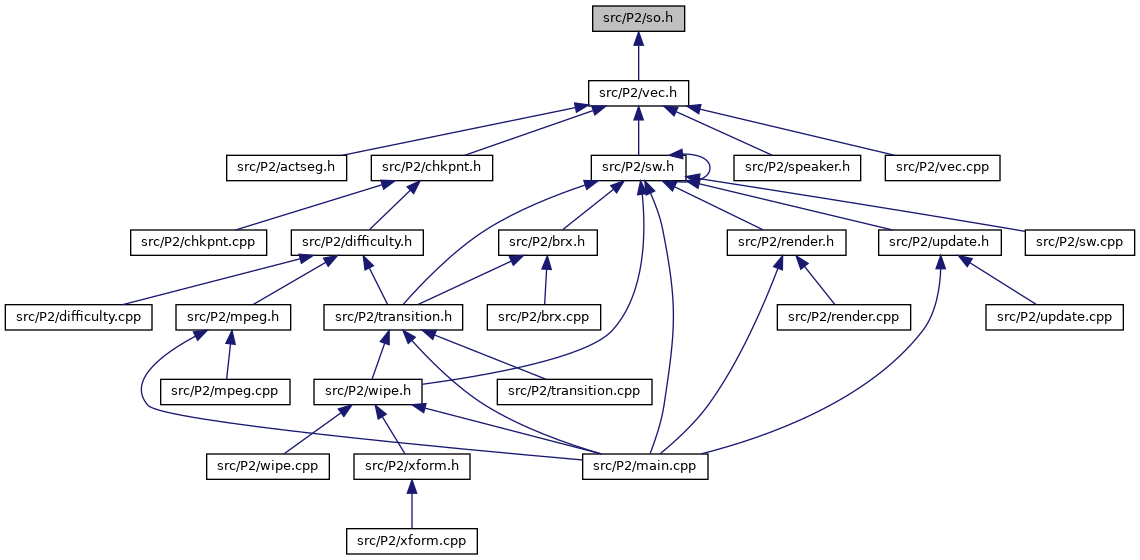 src/P2/so.h
src/P2/vec.h
src/P2/actseg.h
src/P2/chkpnt.h
src/P2/sw.h
src/P2/speaker.h
src/P2/vec.cpp
src/P2/chkpnt.cpp
src/P2/difficulty.h
src/P2/brx.h
src/P2/render.h
src/P2/update.h
src/P2/sw.cpp
src/P2/difficulty.cpp
src/P2/mpeg.h
src/P2/transition.h
src/P2/brx.cpp
src/P2/render.cpp
src/P2/update.cpp
src/P2/mpeg.cpp
src/P2/wipe.h
src/P2/transition.cpp
src/P2/wipe.cpp
src/P2/xform.h
src/P2/main.cpp
src/P2/xform.cpp